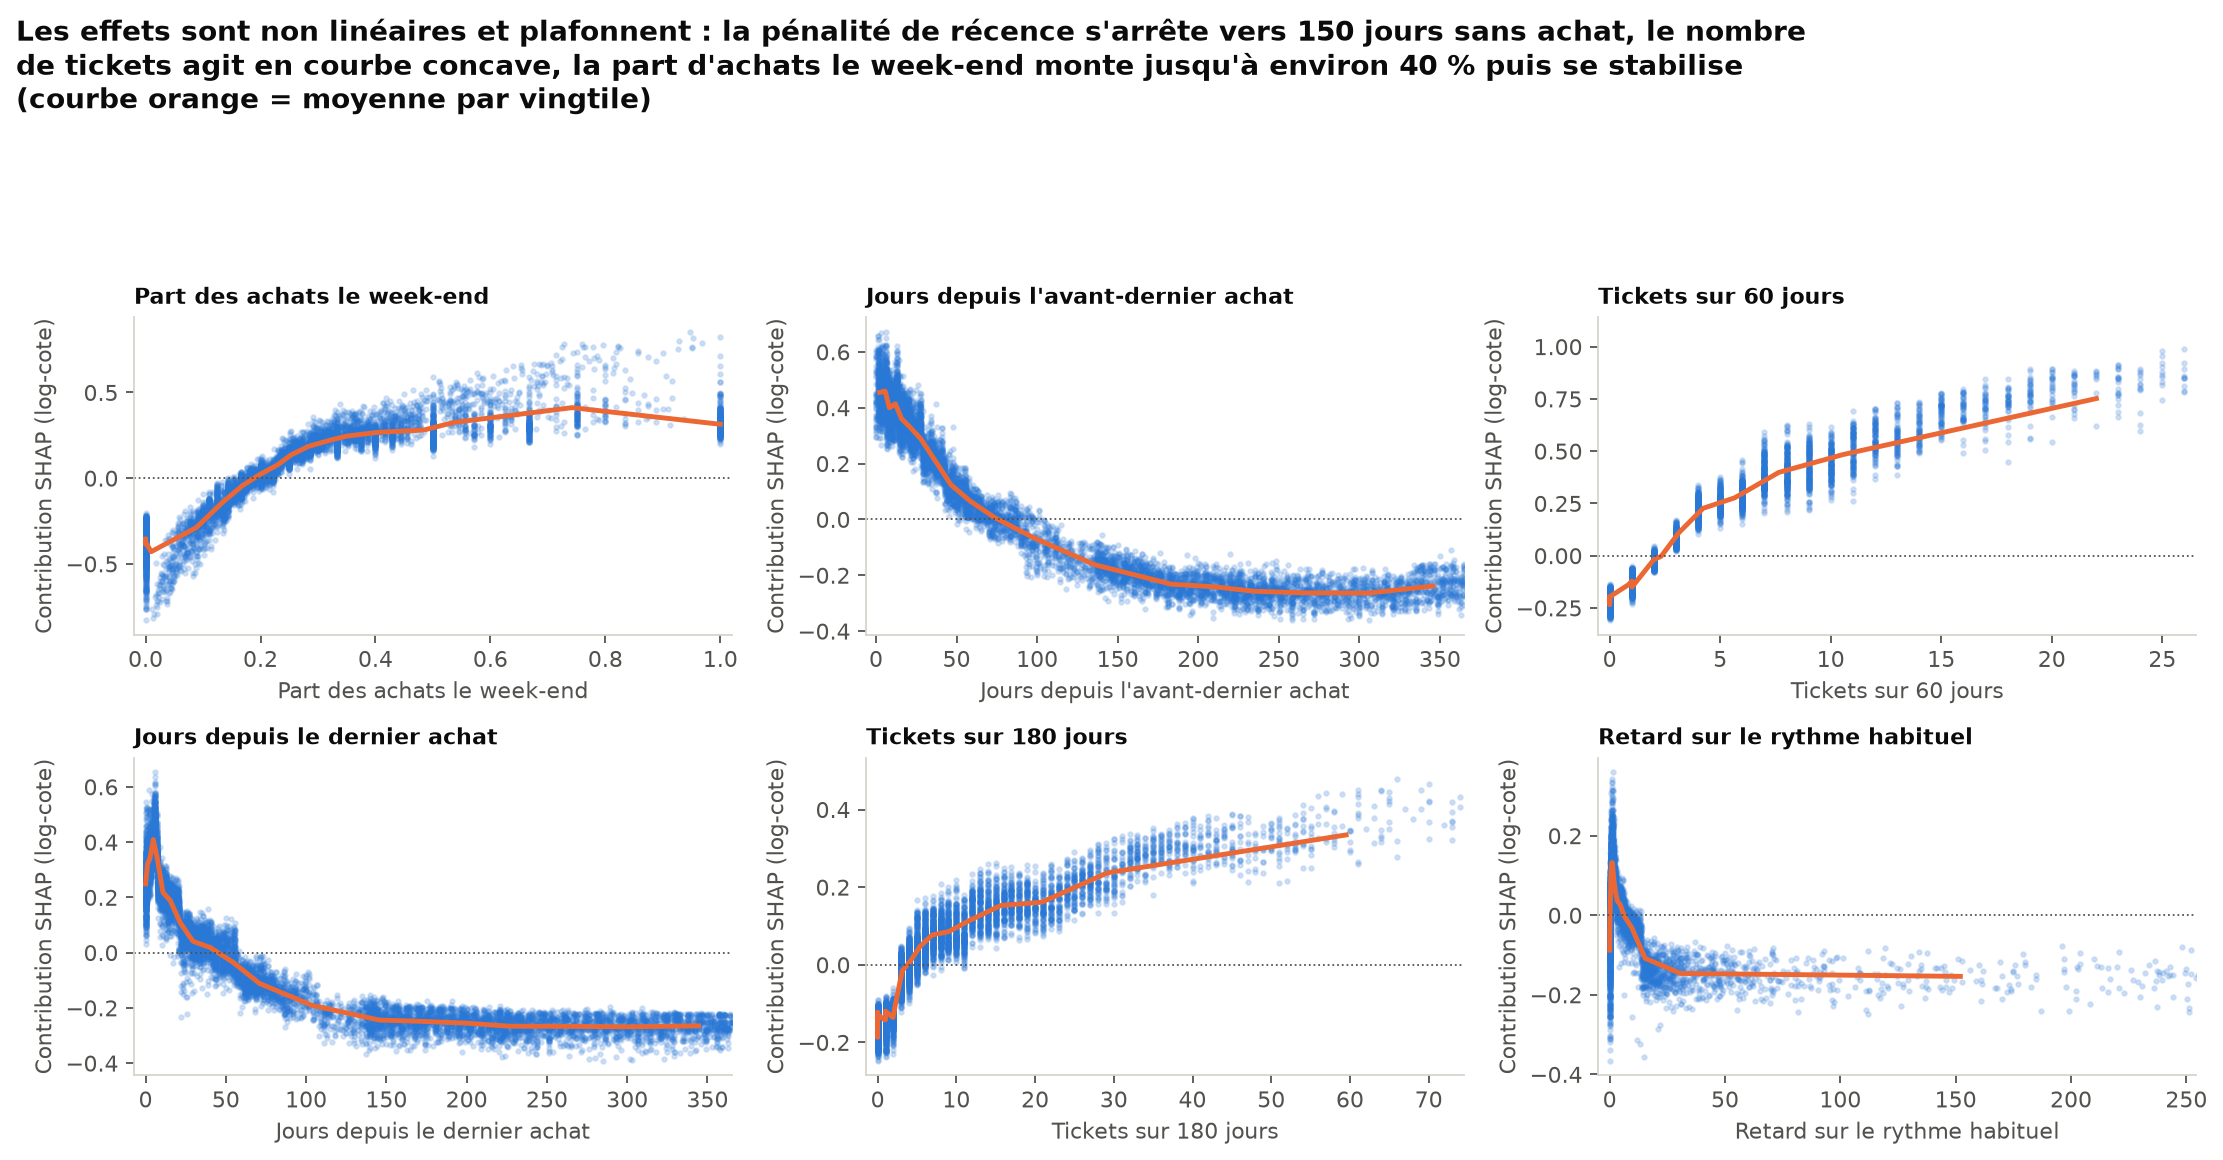 Les effets sont non linéaires et plafonnent : la pénalité de récence s'arrête vers 150 jours sans achat, le nombre
de tickets agit en courbe concave, la part d'achats le week-end monte jusqu'à environ 40 % puis se stabilise
(courbe orange = moyenne par vingtile)
Part des achats le week-end
Contribution SHAP (log-cote)
0.5
0.0
−0.5
0.0 0.2 0.4 0.6 0.8 1.0
Part des achats le week-end
Jours depuis l'avant-dernier achat
Contribution SHAP (log-cote)
0.6
0.4
0.2
0.0
−0.2
−0.4
0 50 100 150 200 250 300 350
Jours depuis l'avant-dernier achat
Tickets sur 60 jours
Contribution SHAP (log-cote)
1.00
0.75
0.50
0.25
0.00
−0.25
0 5 10 15 20 25
Tickets sur 60 jours
Jours depuis le dernier achat
Contribution SHAP (log-cote)
0.6
0.4
0.2
0.0
−0.2
−0.4
0 50 100 150 200 250 300 350
Jours depuis le dernier achat
Tickets sur 180 jours
Contribution SHAP (log-cote)
0.4
0.2
0.0
−0.2
0 10 20 30 40 50 60 70
Tickets sur 180 jours
Retard sur le rythme habituel
Contribution SHAP (log-cote)
0.2
0.0
−0.2
−0.4
0 50 100 150 200 250
Retard sur le rythme habituel